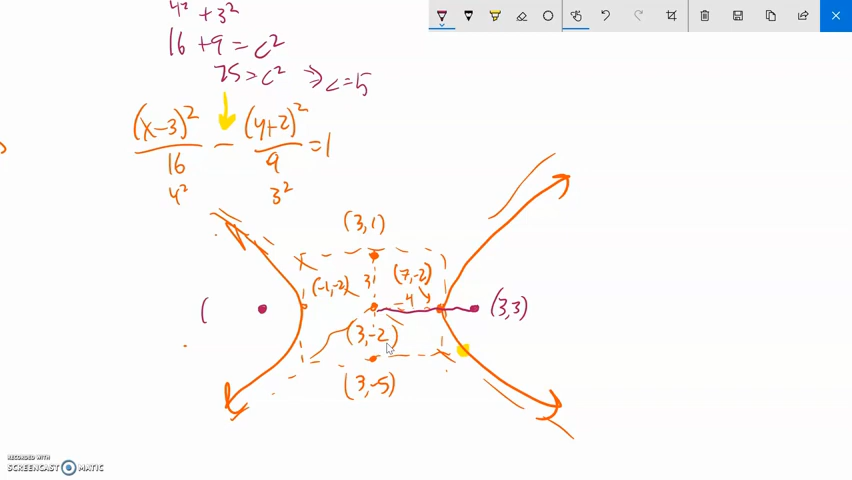 4² + 3²
16 + 9 = c²
25 = c² ⇒ c = 5
(x-3)² / 16 - (y+2)² / 9 = 1
4² 3²
(3,1)
(-1,-2) 3 (7,-2)
4
( (3,3)
(3,-2)
(3,-5)
RECORDED WITH
SCREENCAST MATIC